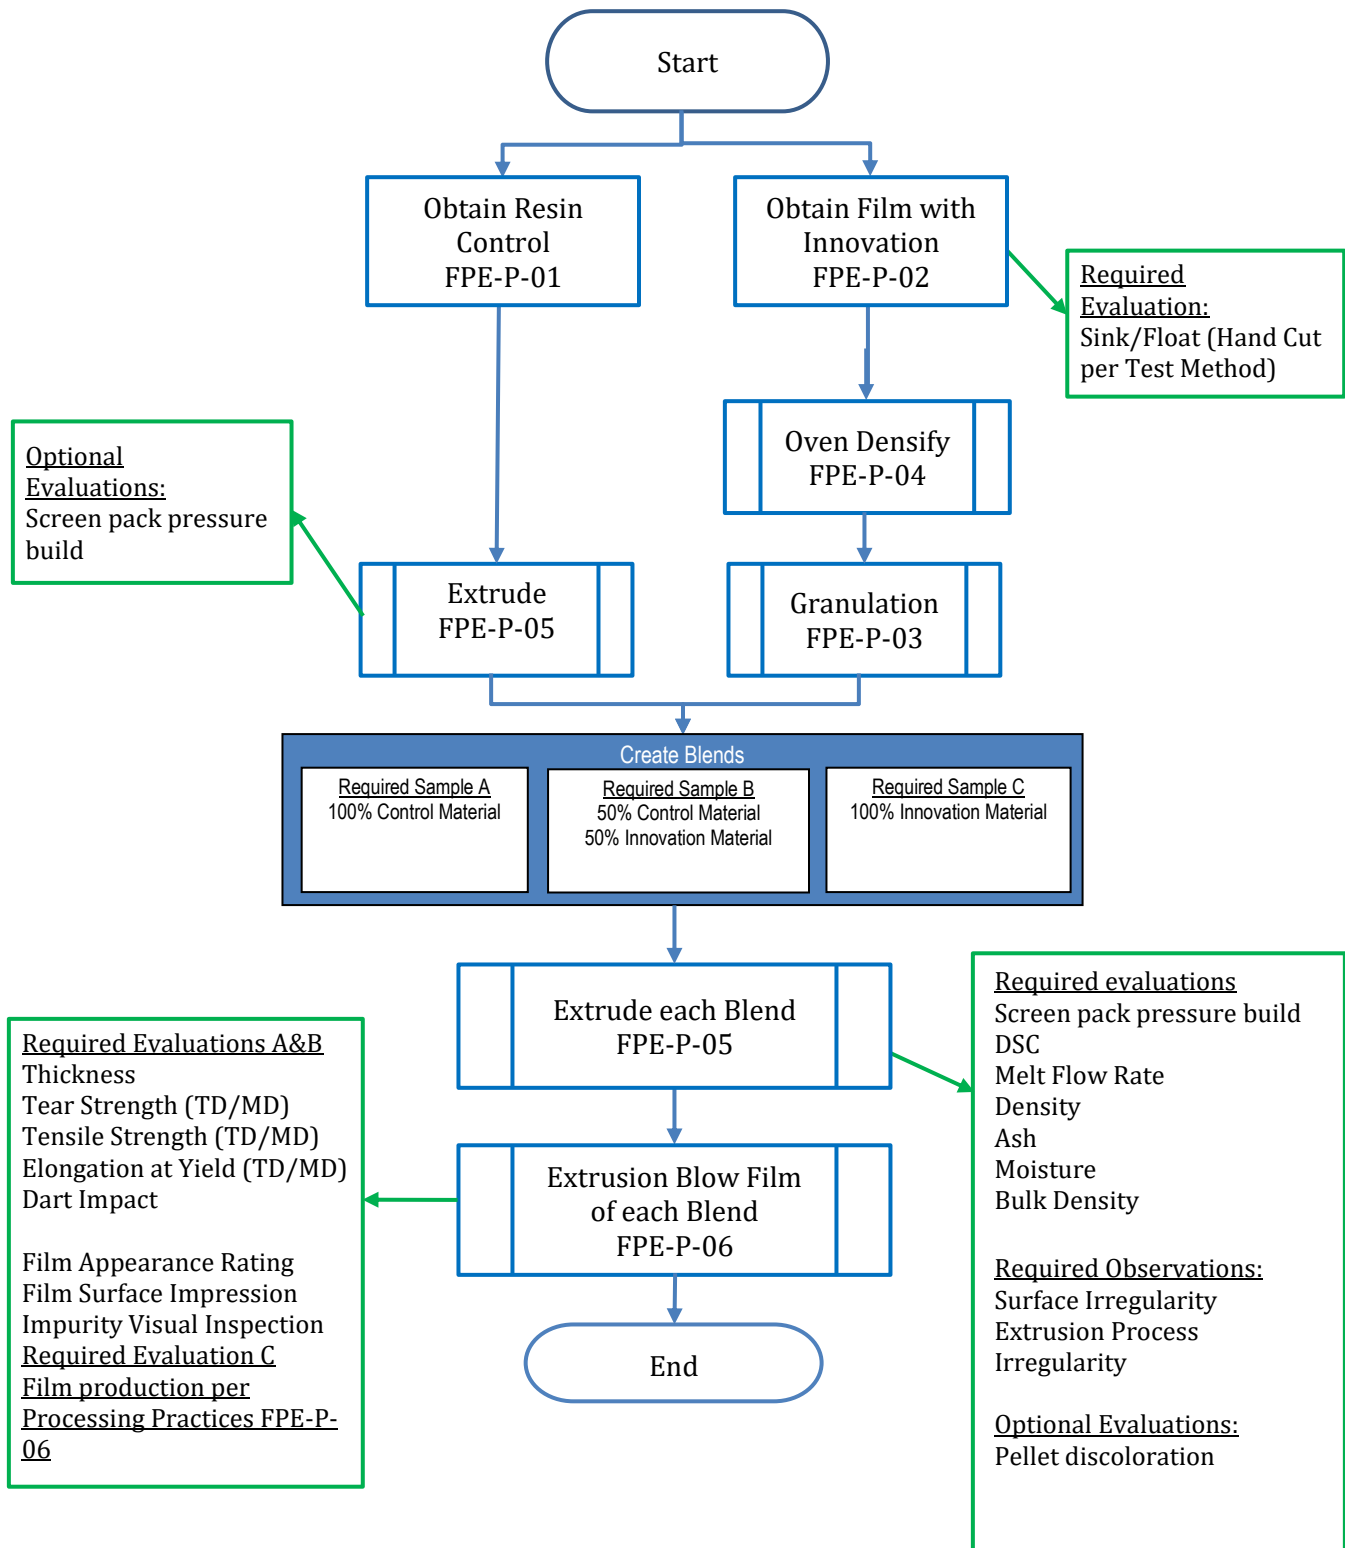 Start
Obtain Resin
Control
FPE-P-01
Obtain Film with
Innovation
FPE-P-02
Required
Evaluation:
Sink/Float (Hand Cut
per Test Method)
Oven Densify
FPE-P-04
Optional
Evaluations:
Screen pack pressure
build
Extrude
FPE-P-05
Granulation
FPE-P-03
Create Blends
Required Sample A
100% Control Material
Required Sample B
50% Control Material
50% Innovation Material
Required Sample C
100% Innovation Material
Extrude each Blend
FPE-P-05
Required evaluations
Screen pack pressure build
DSC
Melt Flow Rate
Density
Ash
Moisture
Bulk Density
Required Observations:
Surface Irregularity
Extrusion Process
Irregularity
Optional Evaluations:
Pellet discoloration
Required Evaluations A&B
Thickness
Tear Strength (TD/MD)
Tensile Strength (TD/MD)
Elongation at Yield (TD/MD)
Dart Impact
Film Appearance Rating
Film Surface Impression
Impurity Visual Inspection
Required Evaluation C
Film production per
Processing Practices FPE-P-
06
Extrusion Blow Film
of each Blend
FPE-P-06
End